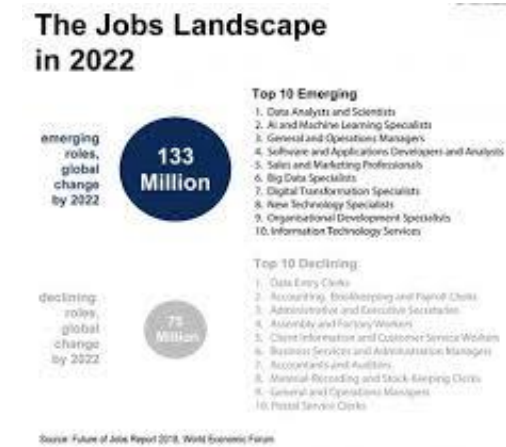 The Jobs Landscape
in 2022
emerging
roles,
global
change
by 2022
133
Million
Top 10 Emerging
1. Data Analysts and Scientists
2. AI and Machine Learning Specialists
3. General and Operations Managers
4. Software and Applications Developers and Analysts
5. Sales and Marketing Professionals
6. Big Data Specialists
7. Digital Transformation Specialists
8. New Technology Specialists
9. Organisational Development Specialists
10. Information Technology Services
declining
roles,
global
change
by 2022
75
Million
Top 10 Declining
1. Data Entry Clerks
2. Accounting, Bookkeeping and Payroll Clerks
3. Administrative and Executive Secretaries
4. Assembly and Factory Workers
5. Client Information and Customer Service Workers
6. Business Services and Administration Managers
7. Accountants and Auditors
8. Material-Recording and Stock-Keeping Clerks
9. General and Operations Managers
10. Postal Service Clerks
Source: Future of Jobs Report 2018, World Economic Forum